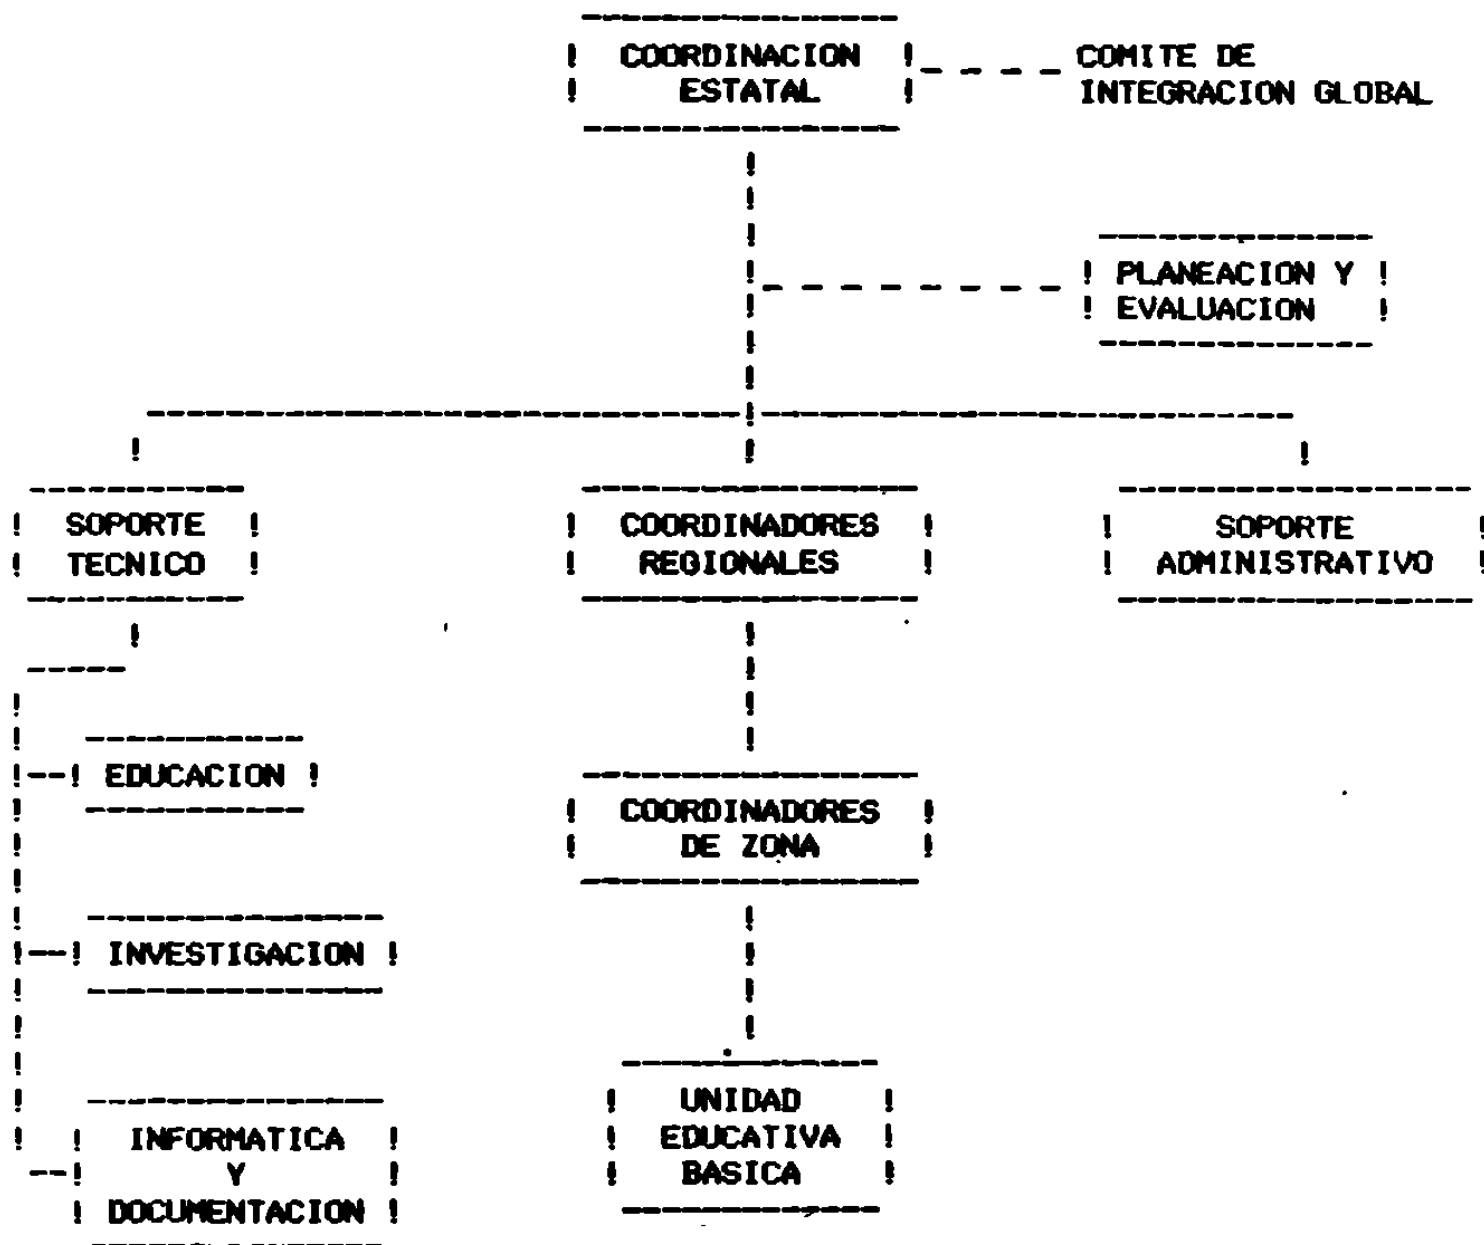 COORDINACION
ESTATAL
COMITE DE
INTEGRACION GLOBAL
PLANEACION Y
EVALUACION
SOPORTE
TECNICO
COORDINADORES
REGIONALES
SOPORTE
ADMINISTRATIVO
EDUCACION
COORDINADORES
DE ZONA
INVESTIGACION
UNIDAD
EDUCATIVA
BASICA
INFORMATICA
Y
DOCUMENTACION